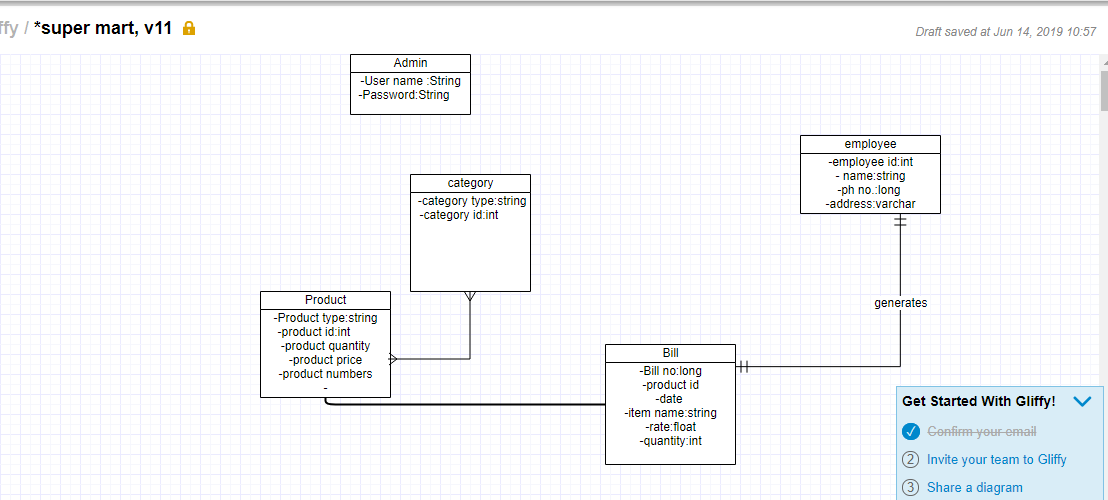 ffy / *super mart, v11
Draft saved at Jun 14, 2019 10:57
Admin
-User name :String
-Password:String
employee
-employee id:int
- name:string
-ph no.:long
-address:varchar
category
-category type:string
-category id:int
generates
Product
-Product type:string
-product id:int
-product quantity
-product price
-product numbers
-
Bill
-Bill no:long
-product id
-date
-item name:string
-rate:float
-quantity:int
Get Started With Gliffy!
Confirm your email
2 Invite your team to Gliffy
3 Share a diagram